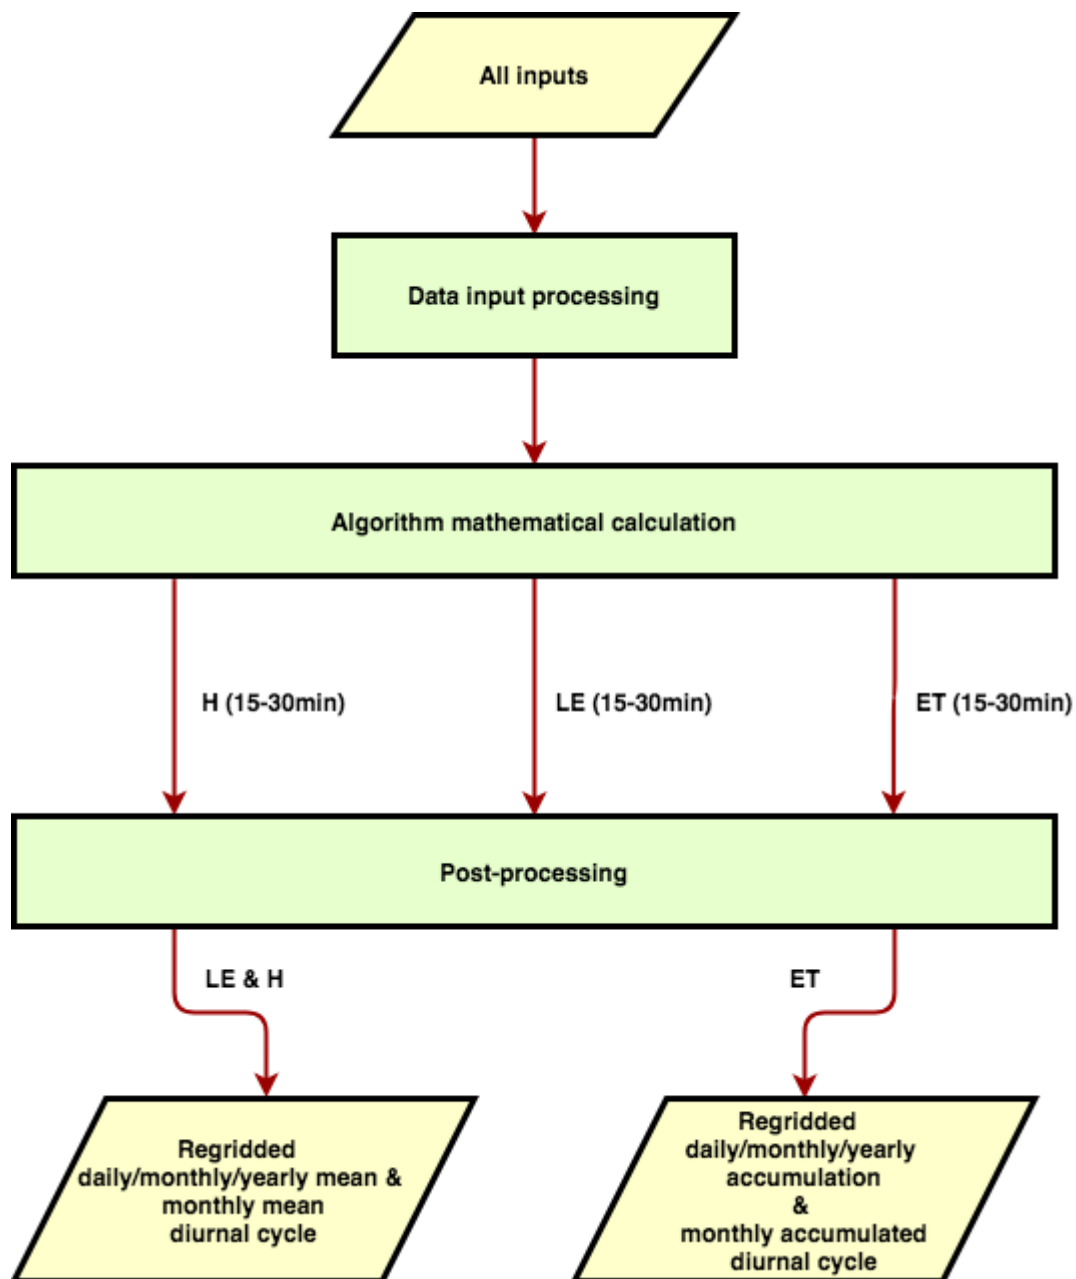 All inputs
Data input processing
Algorithm mathematical calculation
H (15-30min)
LE (15-30min)
ET (15-30min)
Post-processing
LE & H
ET
Regridded
daily/monthly/yearly mean &
monthly mean
diurnal cycle
Regridded
daily/monthly/yearly
accumulation
&
monthly accumulated
diurnal cycle